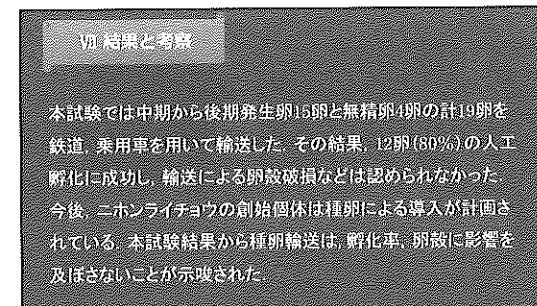 Ⅶ 結果と考察
本試験では中期から後期発生卵15卵と無精卵4卵の計19卵を
鉄道, 乗用車を用いて輸送した. その結果, 12卵(80%)の人工
孵化に成功し, 輸送による卵殻破損などは認められなかった.
今後, ニホンライチョウの創始個体は種卵による導入が計画さ
れている. 本試験結果から種卵輸送は, 孵化率, 卵殻に影響を
及ぼさないことが示唆された.